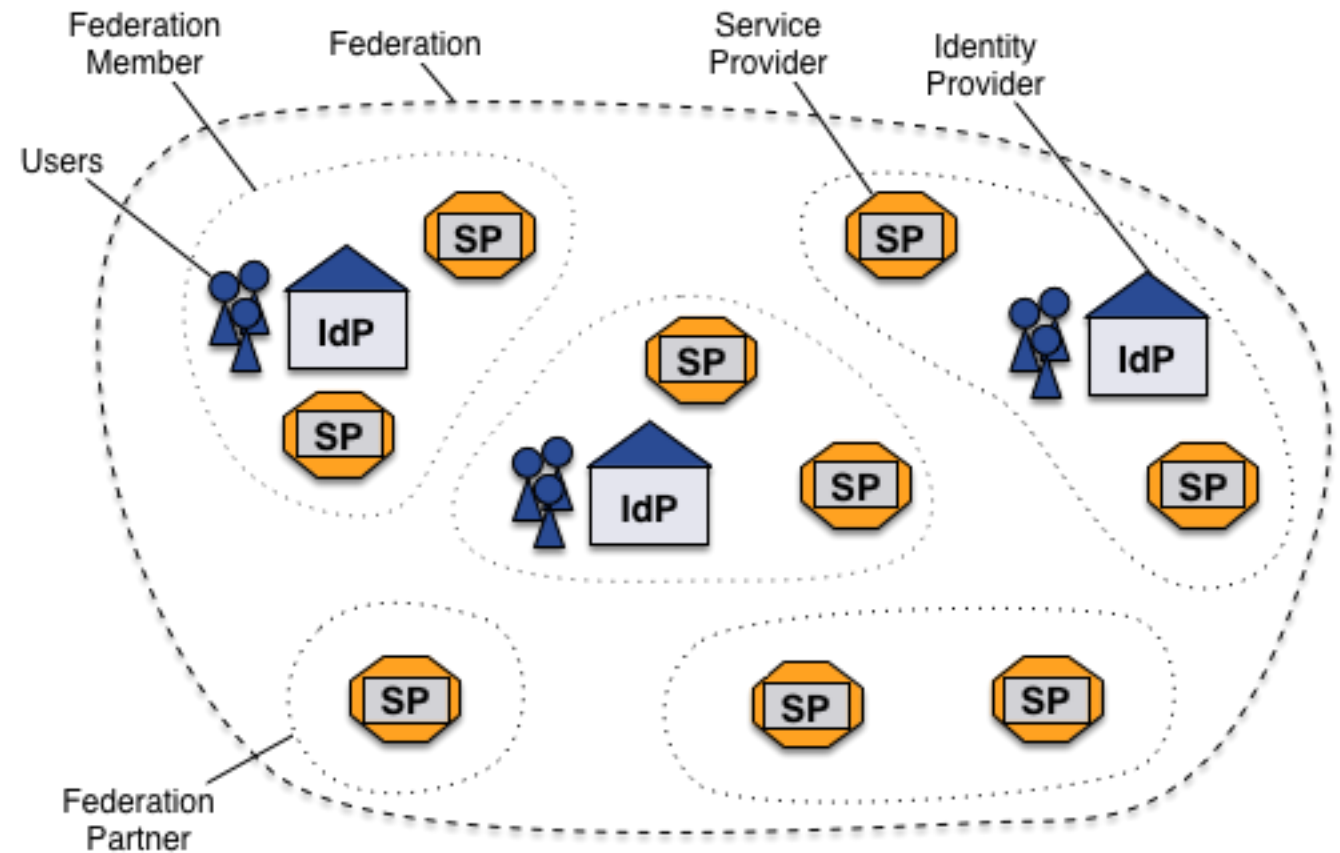 Federation
Member
Federation
Service
Provider
Identity
Provider
Users
SP
SP
IdP
IdP
SP
SP
SP
SP
IdP
SP
SP
SP
Federation
Partner